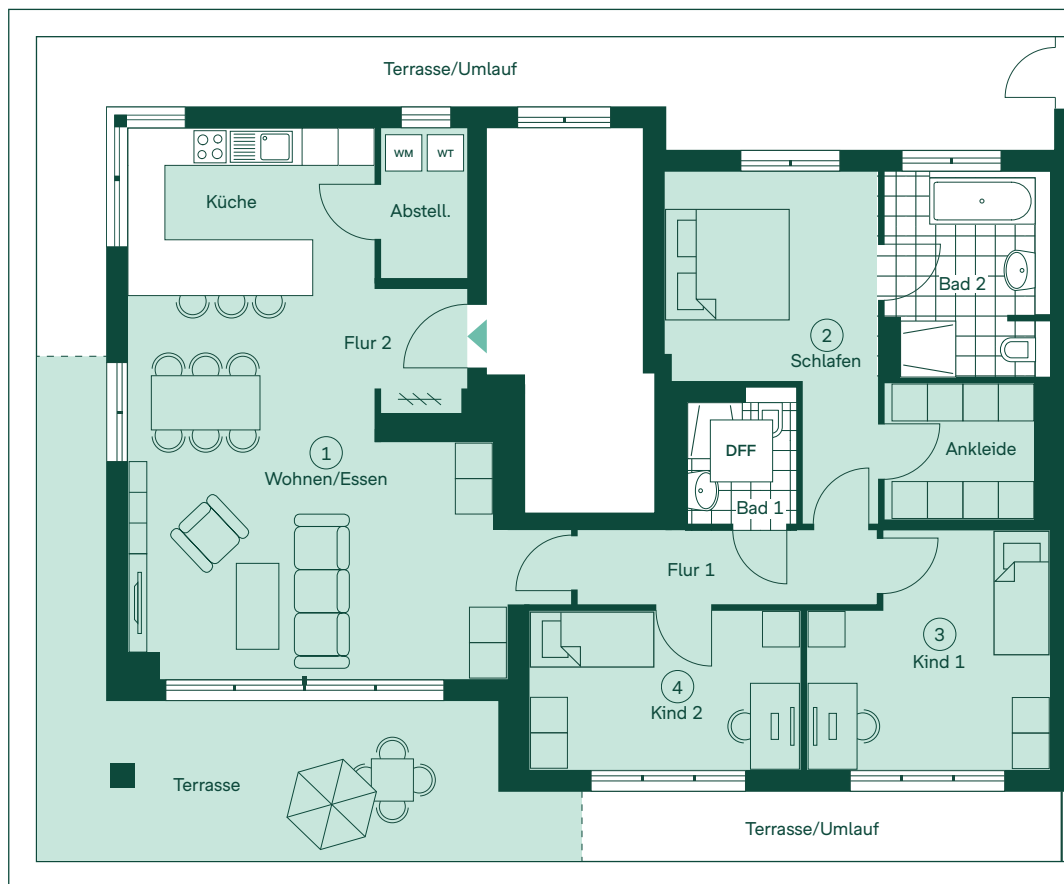 Terrasse/Umlauf
WM
WT
Küche
Abstell.
Bad 2
Flur 2
2
Schlafen
1
Wohnen/Essen
DFF
Ankleide
Bad 1
Flur 1
3
Kind 1
4
Kind 2
Terrasse
Terrasse/Umlauf